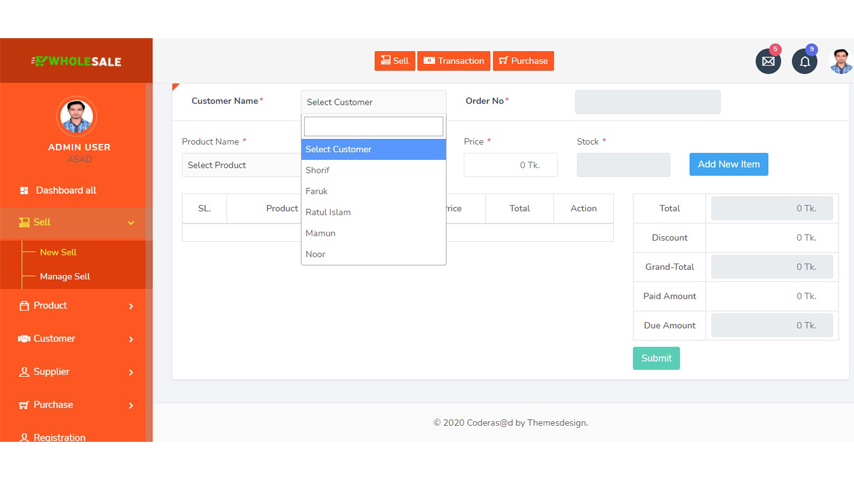 WHOLESALE
Sell
Transaction
Purchase
5
9
ADMIN USER
ASAD
Dashboard all
Sell
New Sell
Manage Sell
Product
Customer
Supplier
Purchase
Registration
Customer Name*
Select Customer
Order No*
Select Customer
Shorif
Faruk
Ratul Islam
Mamun
Noor
Product Name *
Select Product
Price *
0 Tk.
Stock *
Add New Item
SL.
Product
rice
Total
Action
Total
0 Tk.
Discount
0 Tk.
Grand-Total
0 Tk.
Paid Amount
0 Tk.
Due Amount
0 Tk.
Submit
© 2020 Coderas@d by Themesdesign.